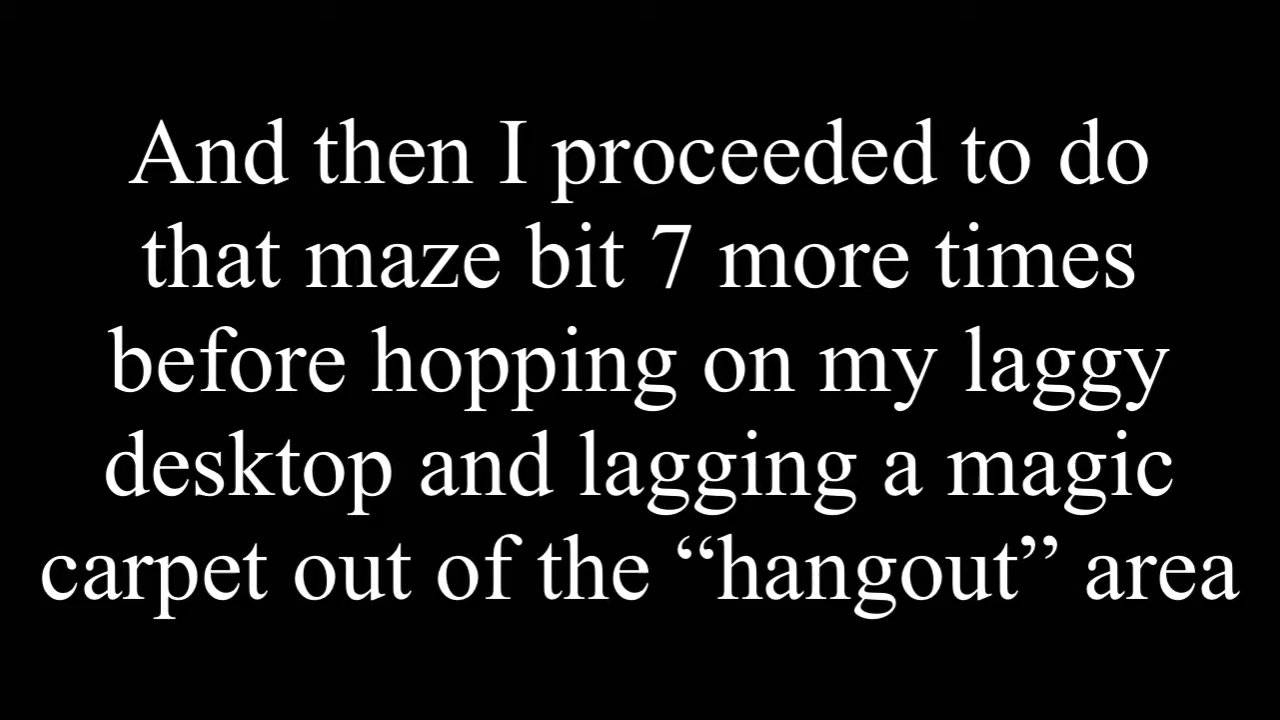 And then I proceeded to do
that maze bit 7 more times
before hopping on my laggy
desktop and lagging a magic
carpet out of the “hangout” area